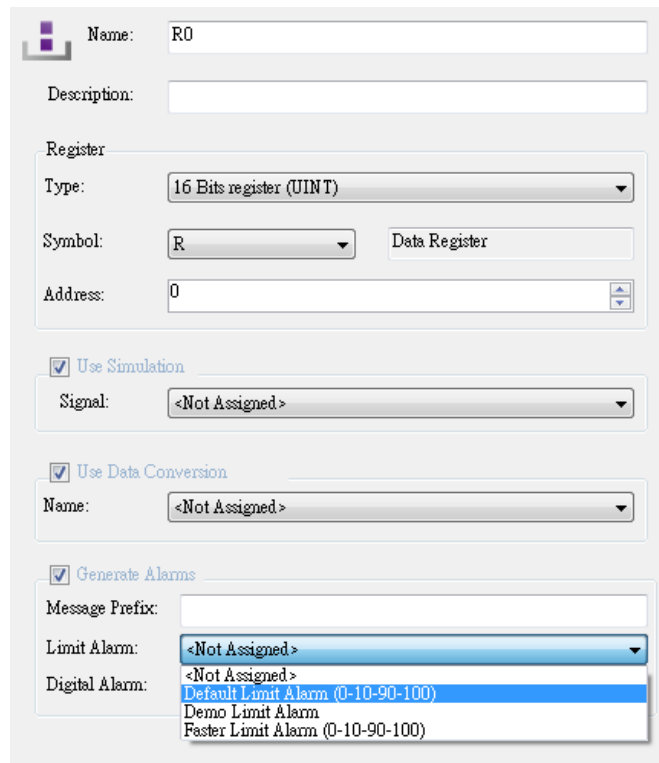 Name: R0
Description:
Register
Type: 16 Bits register (UINT)
Symbol: R Data Register
Address: 0
Use Simulation
Signal: <Not Assigned>
Use Data Conversion
Name: <Not Assigned>
Generate Alarms
Message Prefix:
Limit Alarm: <Not Assigned>
<Not Assigned>
Digital Alarm: Default Limit Alarm (0-10-90-100)
Demo Limit Alarm
Faster Limit Alarm (0-10-90-100)